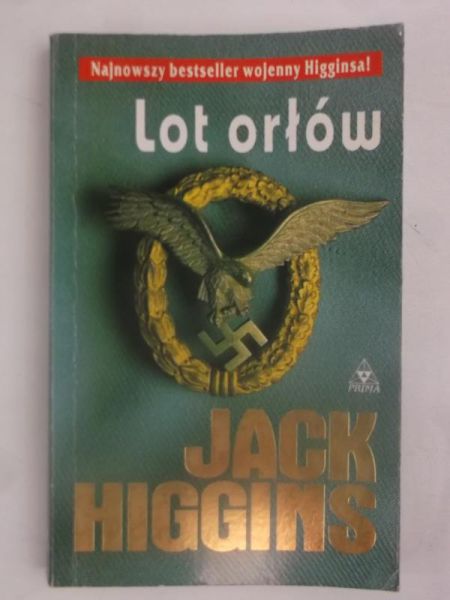 Najnowszy bestseller wojenny Higginsa!
Lot orłów
PRIMA
JACK
HIGGINS